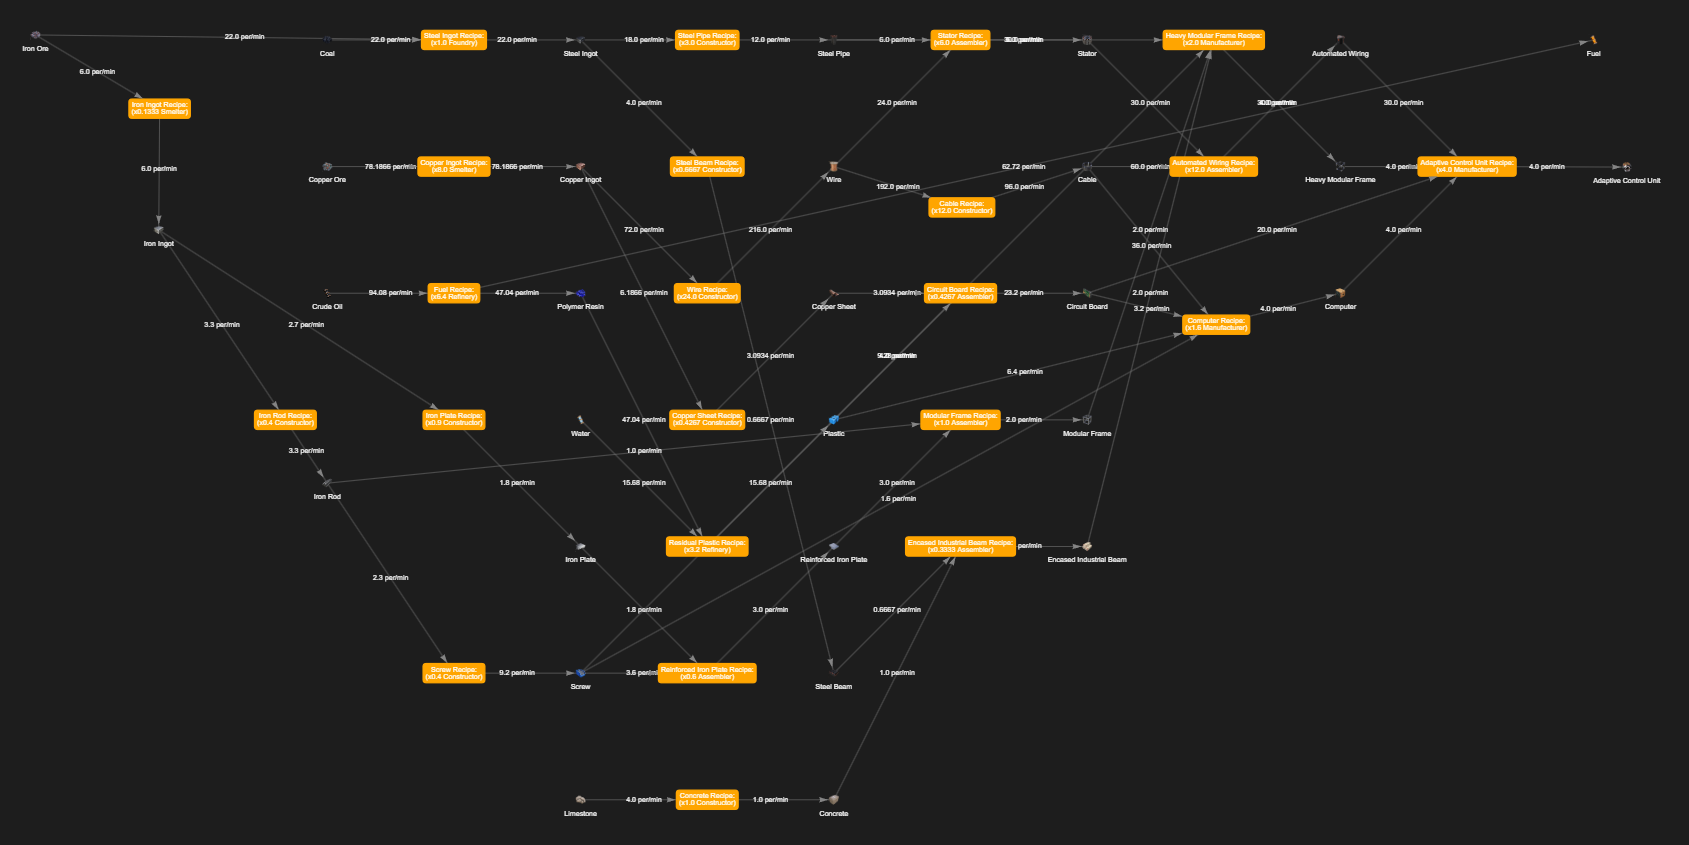 22.0 per/min
Iron Ore
Coal
22.0 per/min
Steel Ingot Recipe:
(x1.0 Foundry)
22.0 per/min
Steel Ingot
18.0 per/min
Steel Pipe Recipe:
(x3.0 Constructor)
12.0 per/min
Steel Pipe
6.0 per/min
Stator Recipe:
(x6.0 Assembler)
Stator
Heavy Modular Frame Recipe:
(x2.0 Manufacturer)
Automated Wiring
Fuel
6.0 per/min
Iron Ingot Recipe:
(x0.1333 Smelter)
4.0 per/min
24.0 per/min
30.0 per/min
30.0 per/min
6.0 per/min
Copper Ore
78.1866 per/min
Copper Ingot Recipe:
(x8.0 Smelter)
78.1866 per/min
Copper Ingot
Steel Beam Recipe:
(x0.6667 Constructor)
Wire
62.72 per/min
Cable
60.0 per/min
Automated Wiring Recipe:
(x12.0 Assembler)
Heavy Modular Frame
4.0 per/min
Adaptive Control Unit Recipe:
(x4.0 Manufacturer)
4.0 per/min
Adaptive Control Unit
192.0 per/min
96.0 per/min
Cable Recipe:
(x12.0 Constructor)
Iron Ingot
72.0 per/min
216.0 per/min
2.0 per/min
20.0 per/min
4.0 per/min
36.0 per/min
Crude Oil
94.08 per/min
Fuel Recipe:
(x8.4 Refinery)
47.04 per/min
Polymer Resin
6.1866 per/min
Wire Recipe:
(x24.0 Constructor)
Copper Sheet
3.0934 per/min
Circuit Board Recipe:
(x0.4267 Assembler)
23.2 per/min
Circuit Board
2.0 per/min
3.2 per/min
Computer Recipe:
(x1.6 Manufacturer)
4.0 per/min
Computer
3.3 per/min
2.7 per/min
3.0934 per/min
6.4 per/min
Iron Rod Recipe:
(x0.4 Constructor)
Iron Plate Recipe:
(x0.9 Constructor)
Water
47.04 per/min
Copper Sheet Recipe:
(x0.4267 Constructor)
0.6667 per/min
Plastic
Modular Frame Recipe:
(x1.0 Assembler)
2.0 per/min
Modular Frame
3.3 per/min
1.0 per/min
Iron Rod
1.8 per/min
15.68 per/min
15.68 per/min
3.0 per/min
1.6 per/min
Iron Plate
Residual Plastic Recipe:
(x3.2 Refinery)
Reinforced Iron Plate
Encased Industrial Beam Recipe:
(x0.3333 Assembler)
per/min
Encased Industrial Beam
2.3 per/min
1.8 per/min
3.0 per/min
0.6667 per/min
Screw Recipe:
(x0.4 Constructor)
9.2 per/min
Screw
3.6 per/min
Reinforced Iron Plate Recipe:
(x0.6 Assembler)
Steel Beam
1.0 per/min
Limestone
4.0 per/min
Concrete Recipe:
(x1.0 Constructor)
1.0 per/min
Concrete